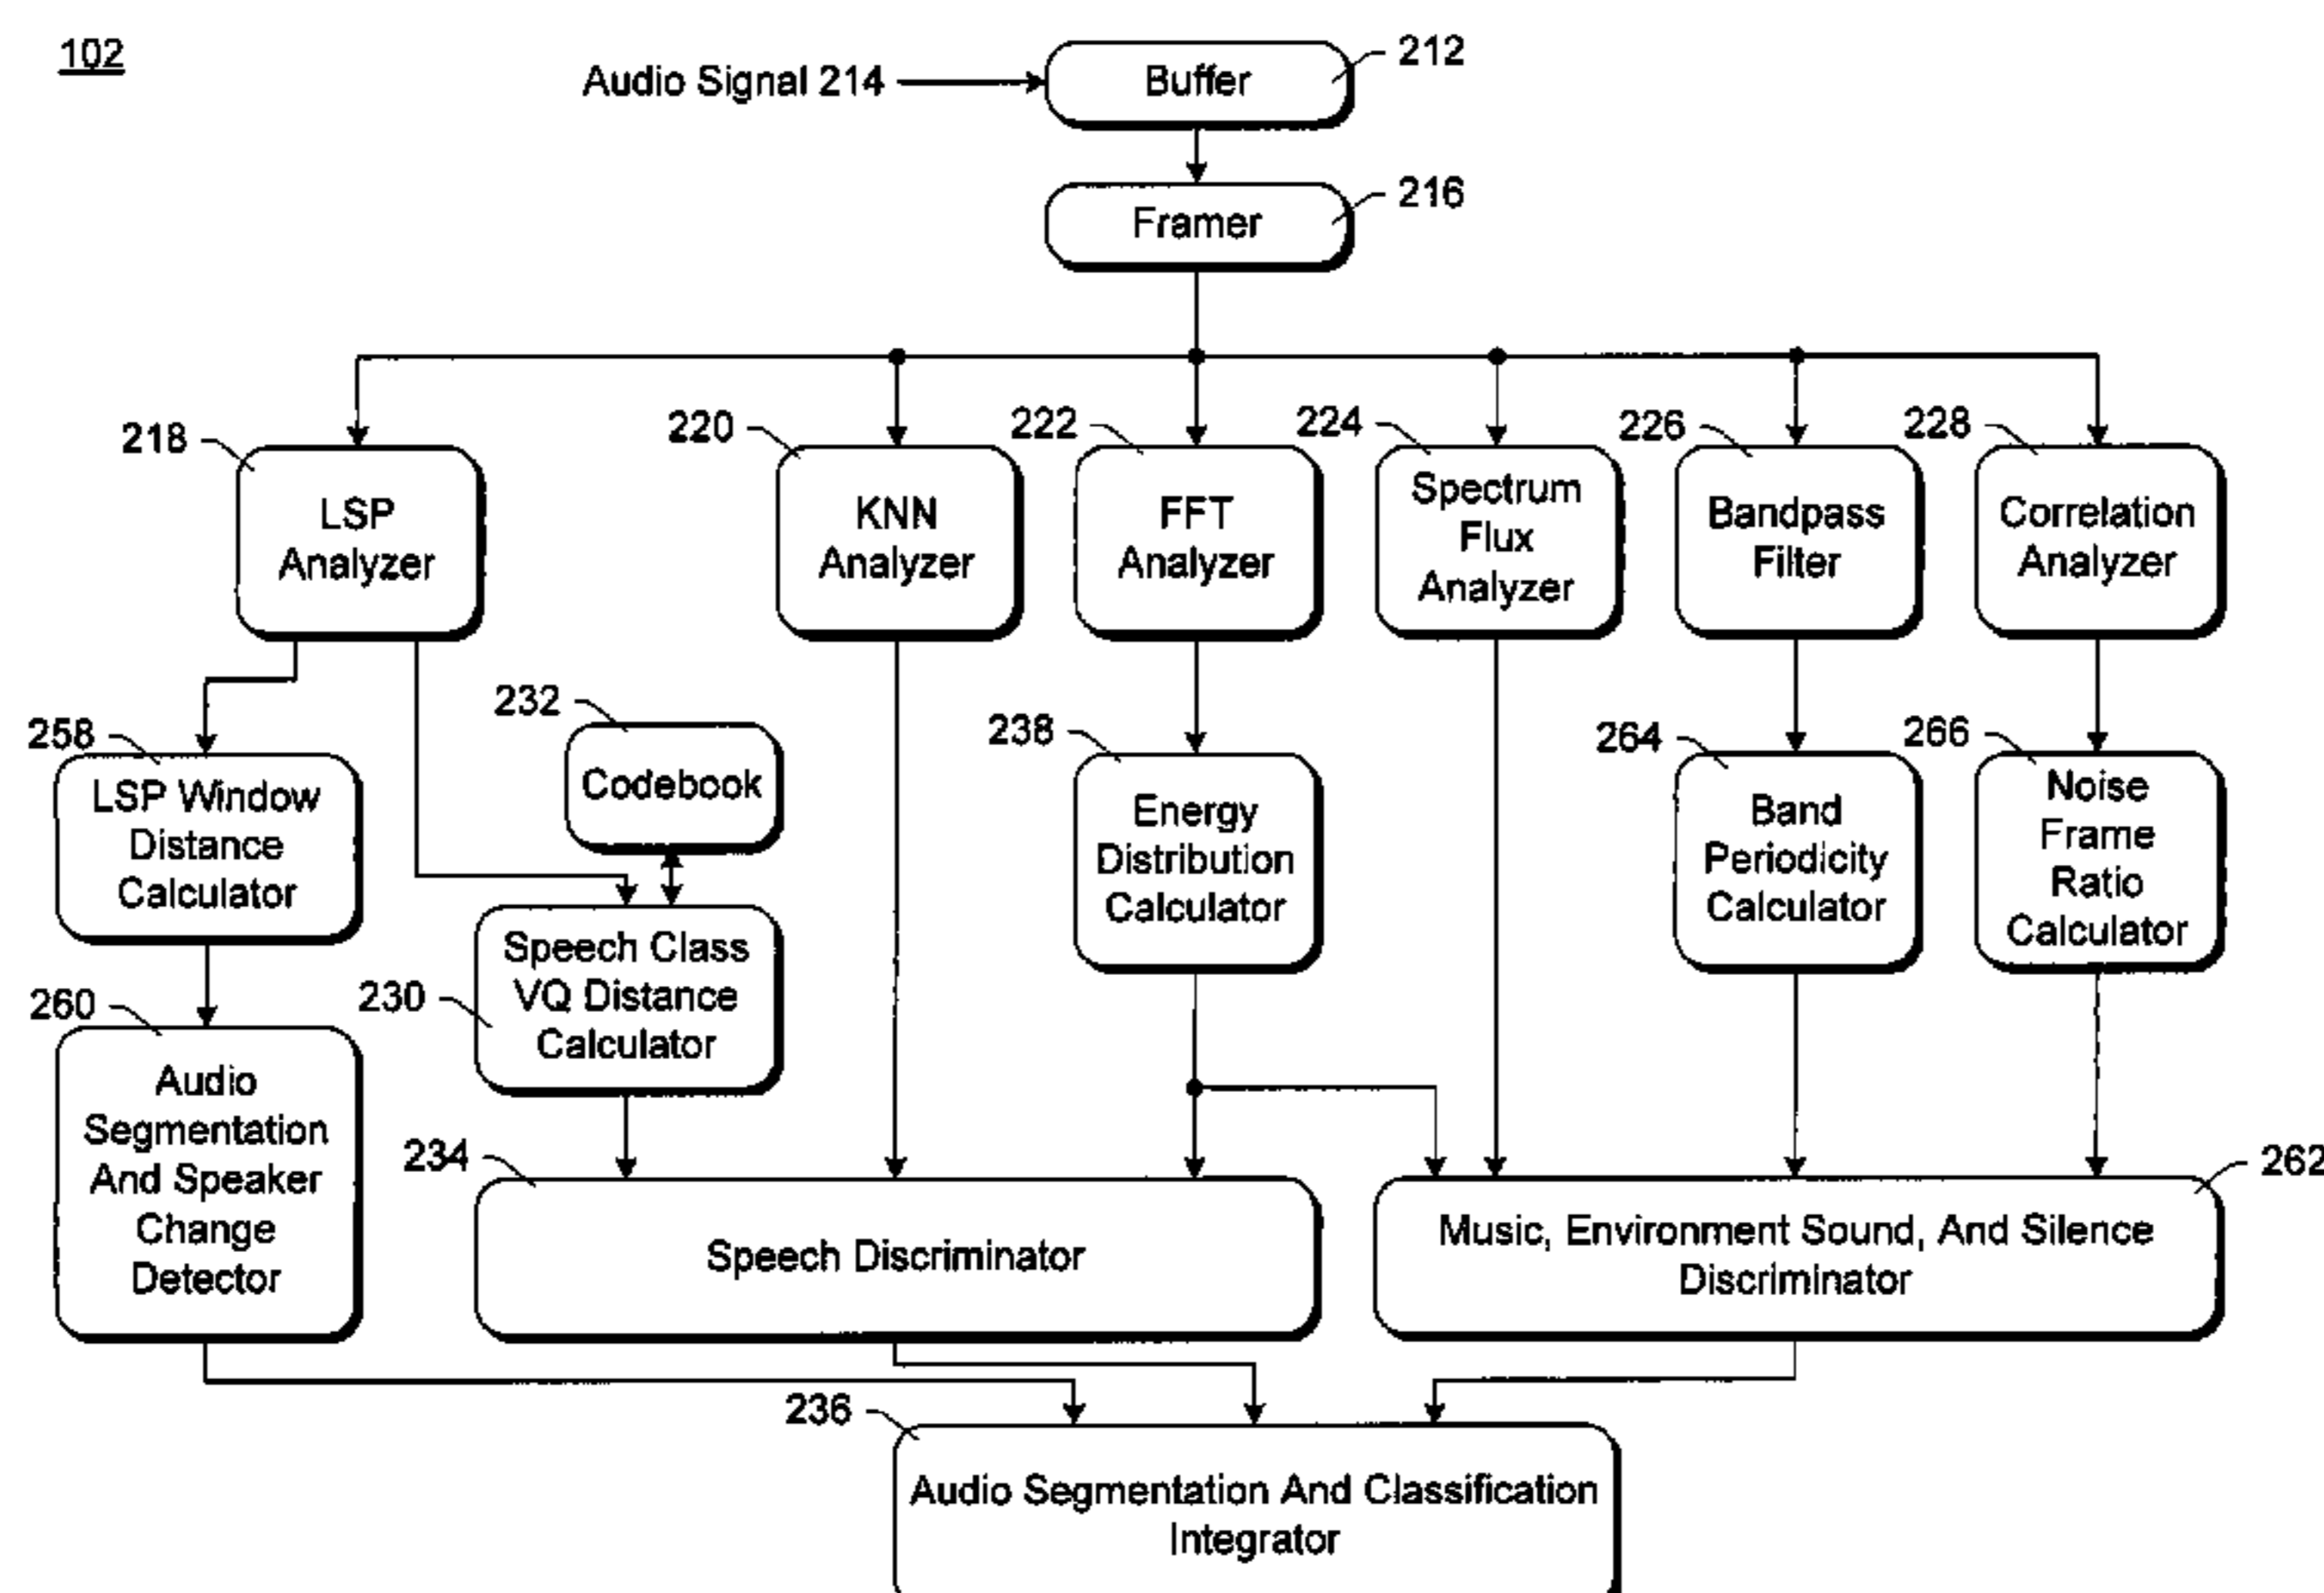 102
Audio Signal 214
Buffer
212
Framer
216
218
LSP
Analyzer
220
KNN
Analyzer
222
FFT
Analyzer
224
Spectrum
Flux
Analyzer
226
Bandpass
Filter
228
Correlation
Analyzer
258
LSP Window
Distance
Calculator
232
Codebook
238
Energy
Distribution
Calculator
264
Band
Periodicity
Calculator
266
Noise
Frame
Ratio
Calculator
230
Speech Class
VQ Distance
Calculator
260
Audio
Segmentation
And Speaker
Change
Detector
234
Speech Discriminator
262
Music, Environment Sound, And Silence
Discriminator
236
Audio Segmentation And Classification
Integrator